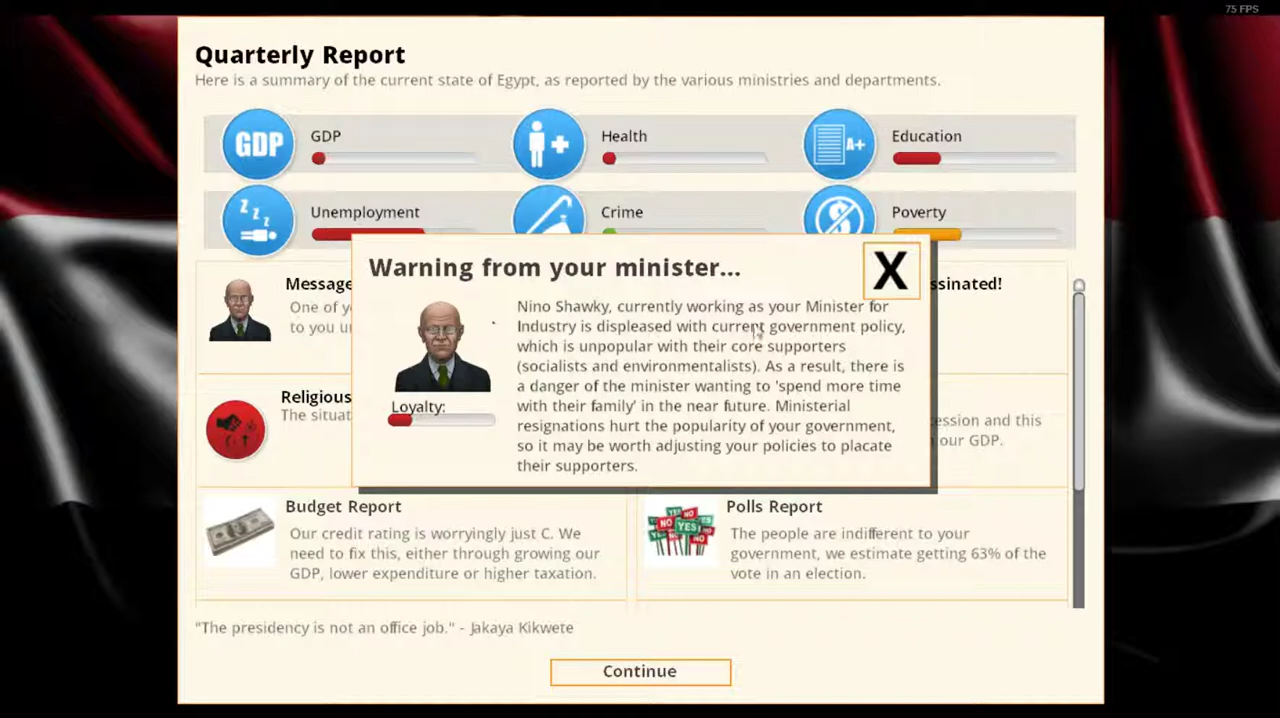 75 FPS
Quarterly Report
Here is a summary of the current state of Egypt, as reported by the various ministries and departments.
GDP
GDP
Health
A+
Education
Z Z Z
Unemployment
Crime
Poverty
Warning from your minister...
X
Message
ssinated!
One of y
to you u
Nino Shawky, currently working as your Minister for
Industry is displeased with current government policy,
which is unpopular with their core supporters
(socialists and environmentalists). As a result, there is
a danger of the minister wanting to 'spend more time
with their family' in the near future. Ministerial
resignations hurt the popularity of your government,
so it may be worth adjusting your policies to placate
their supporters.
Loyalty:
Religious
The situat
ession and this
our GDP.
Budget Report
Our credit rating is worryingly just C. We
need to fix this, either through growing our
GDP, lower expenditure or higher taxation.
NO YES NO
Polls Report
The people are indifferent to your
government, we estimate getting 63% of the
vote in an election.
"The presidency is not an office job." - Jakaya Kikwete
Continue